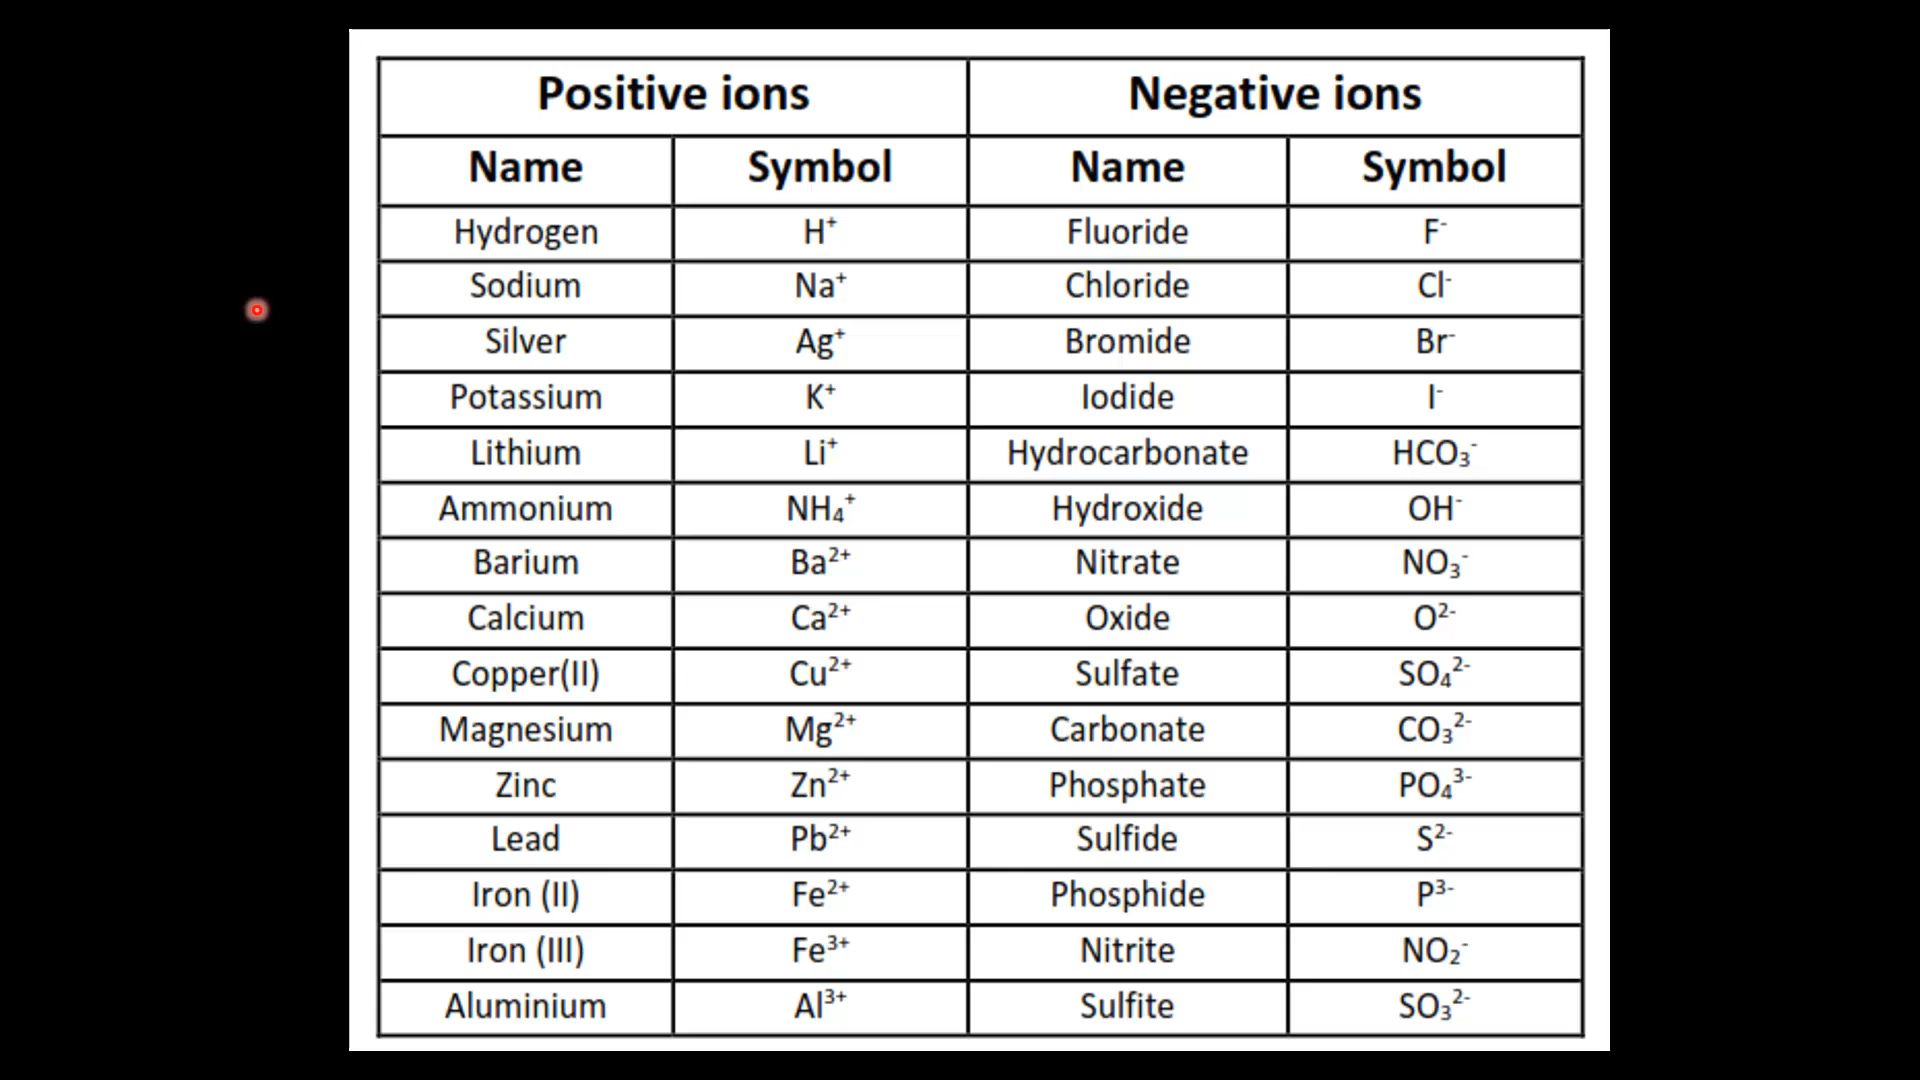 Positive ions Negative ions
Name Symbol Name Symbol
Hydrogen H⁺ Fluoride F⁻
Sodium Na⁺ Chloride Cl⁻
Silver Ag⁺ Bromide Br⁻
Potassium K⁺ Iodide I⁻
Lithium Li⁺ Hydrocarbonate HCO₃⁻
Ammonium NH₄⁺ Hydroxide OH⁻
Barium Ba²⁺ Nitrate NO₃⁻
Calcium Ca²⁺ Oxide O²⁻
Copper(II) Cu²⁺ Sulfate SO₄²⁻
Magnesium Mg²⁺ Carbonate CO₃²⁻
Zinc Zn²⁺ Phosphate PO₄³⁻
Lead Pb²⁺ Sulfide S²⁻
Iron (II) Fe²⁺ Phosphide P³⁻
Iron (III) Fe³⁺ Nitrite NO₂⁻
Aluminium Al³⁺ Sulfite SO₃²⁻